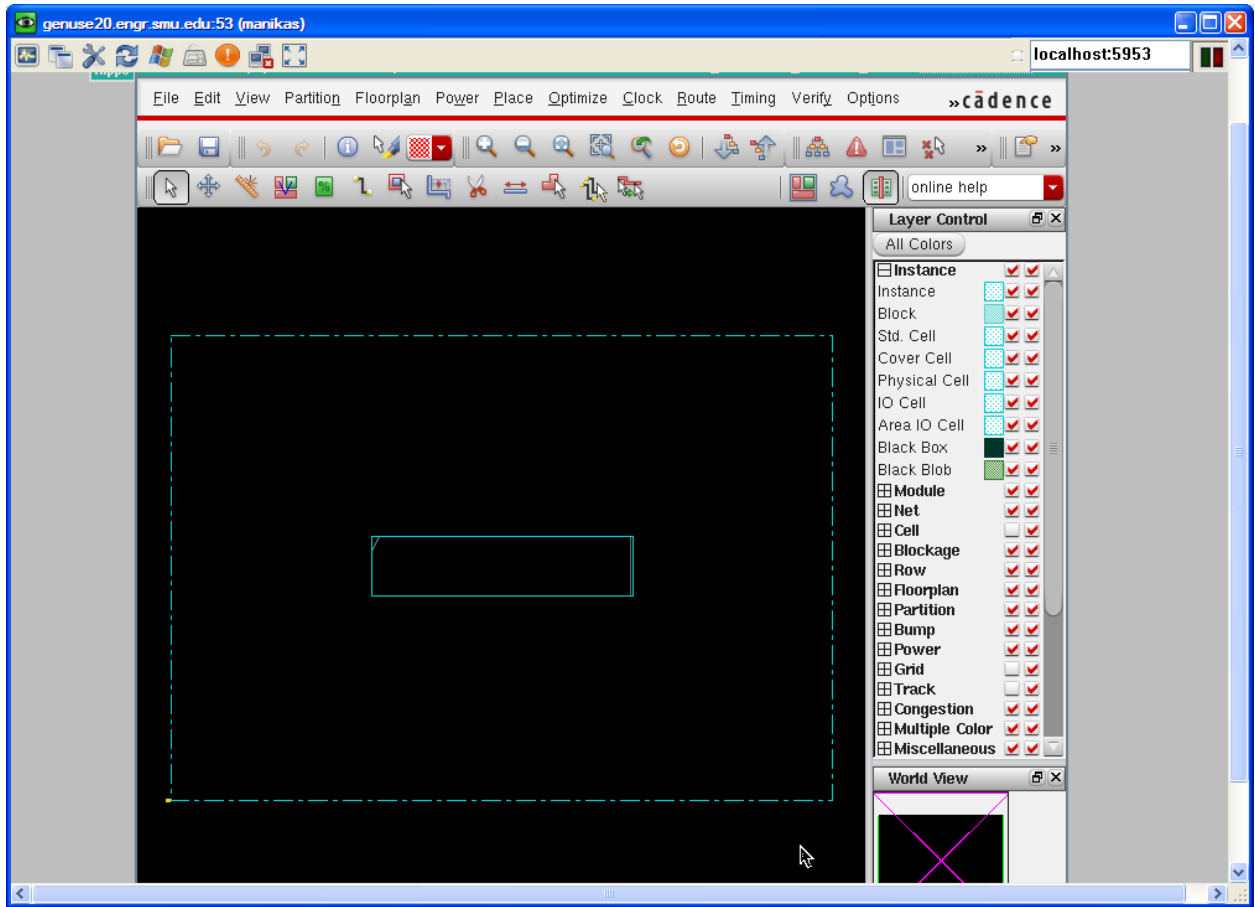 genuse20.engr.smu.edu:53 (manikas)
localhost:5953
File Edit View Partition Floorplan Power Place Optimize Clock Route Timing Verify Options »cādence
» »
% online help
Layer Control
All Colors
Instance
Instance
Block
Std. Cell
Cover Cell
Physical Cell
IO Cell
Area IO Cell
Black Box
Black Blob
Module
Net
Cell
Blockage
Row
Floorplan
Partition
Bump
Power
Grid
Track
Congestion
Multiple Color
Miscellaneous
World View